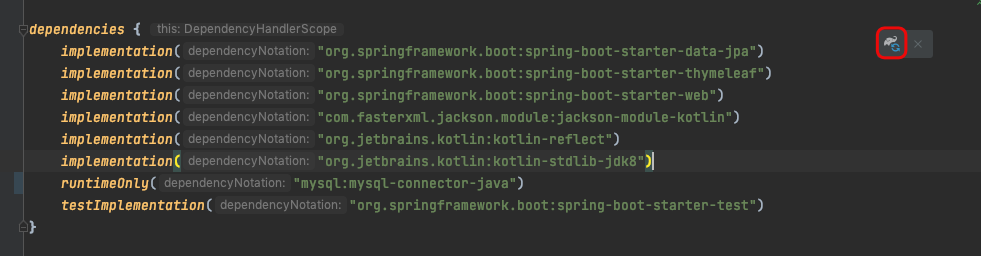 dependencies { this: DependencyHandlerScope
implementation( dependencyNotation: "org.springframework.boot:spring-boot-starter-data-jpa")
implementation( dependencyNotation: "org.springframework.boot:spring-boot-starter-thymeleaf")
implementation( dependencyNotation: "org.springframework.boot:spring-boot-starter-web")
implementation( dependencyNotation: "com.fasterxml.jackson.module:jackson-module-kotlin")
implementation( dependencyNotation: "org.jetbrains.kotlin:kotlin-reflect")
implementation( dependencyNotation: "org.jetbrains.kotlin:kotlin-stdlib-jdk8")
runtimeOnly( dependencyNotation: "mysql:mysql-connector-java")
testImplementation( dependencyNotation: "org.springframework.boot:spring-boot-starter-test")
}